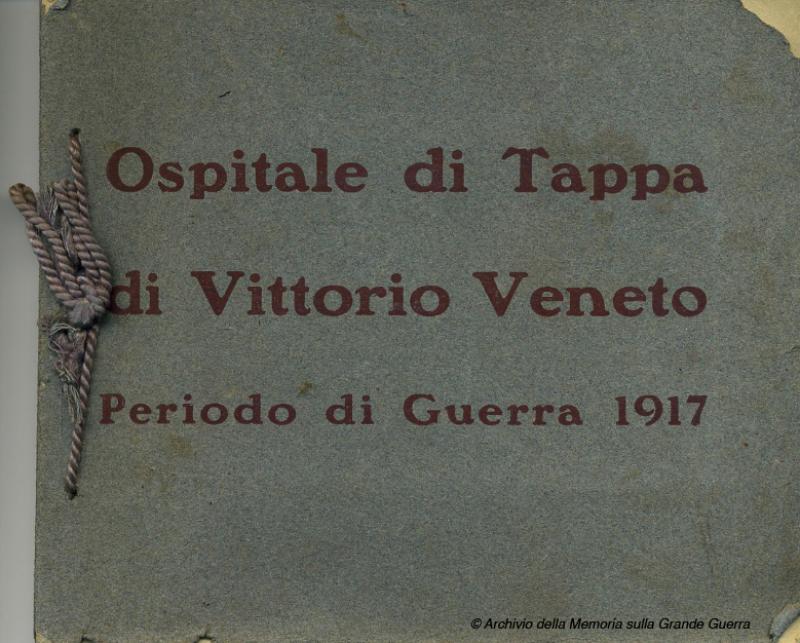 Ospitale di Tappa
di Vittorio Veneto
Periodo di Guerra 1917
© Archivio della Memoria sulla Grande Guerra